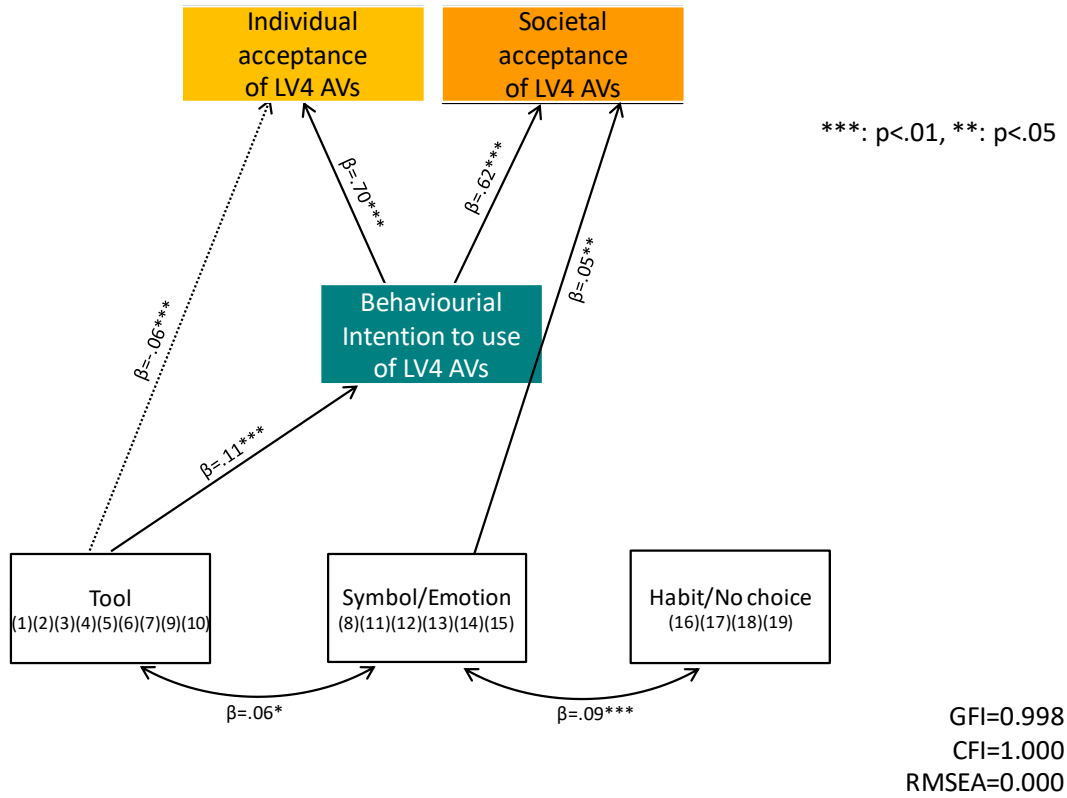 Individual
acceptance
of LV4 AVs
Societal
acceptance
of LV4 AVs
***: p<.01, **: p<.05
β=.70***
β=.62***
β=.05**
β=-.06***
Behaviourial
Intention to use
of LV4 AVs
β=.11***
Tool
(1)(2)(3)(4)(5)(6)(7)(9)(10)
Symbol/Emotion
(8)(11)(12)(13)(14)(15)
Habit/No choice
(16)(17)(18)(19)
β=.06*
β=.09***
GFI=0.998
CFI=1.000
RMSEA=0.000